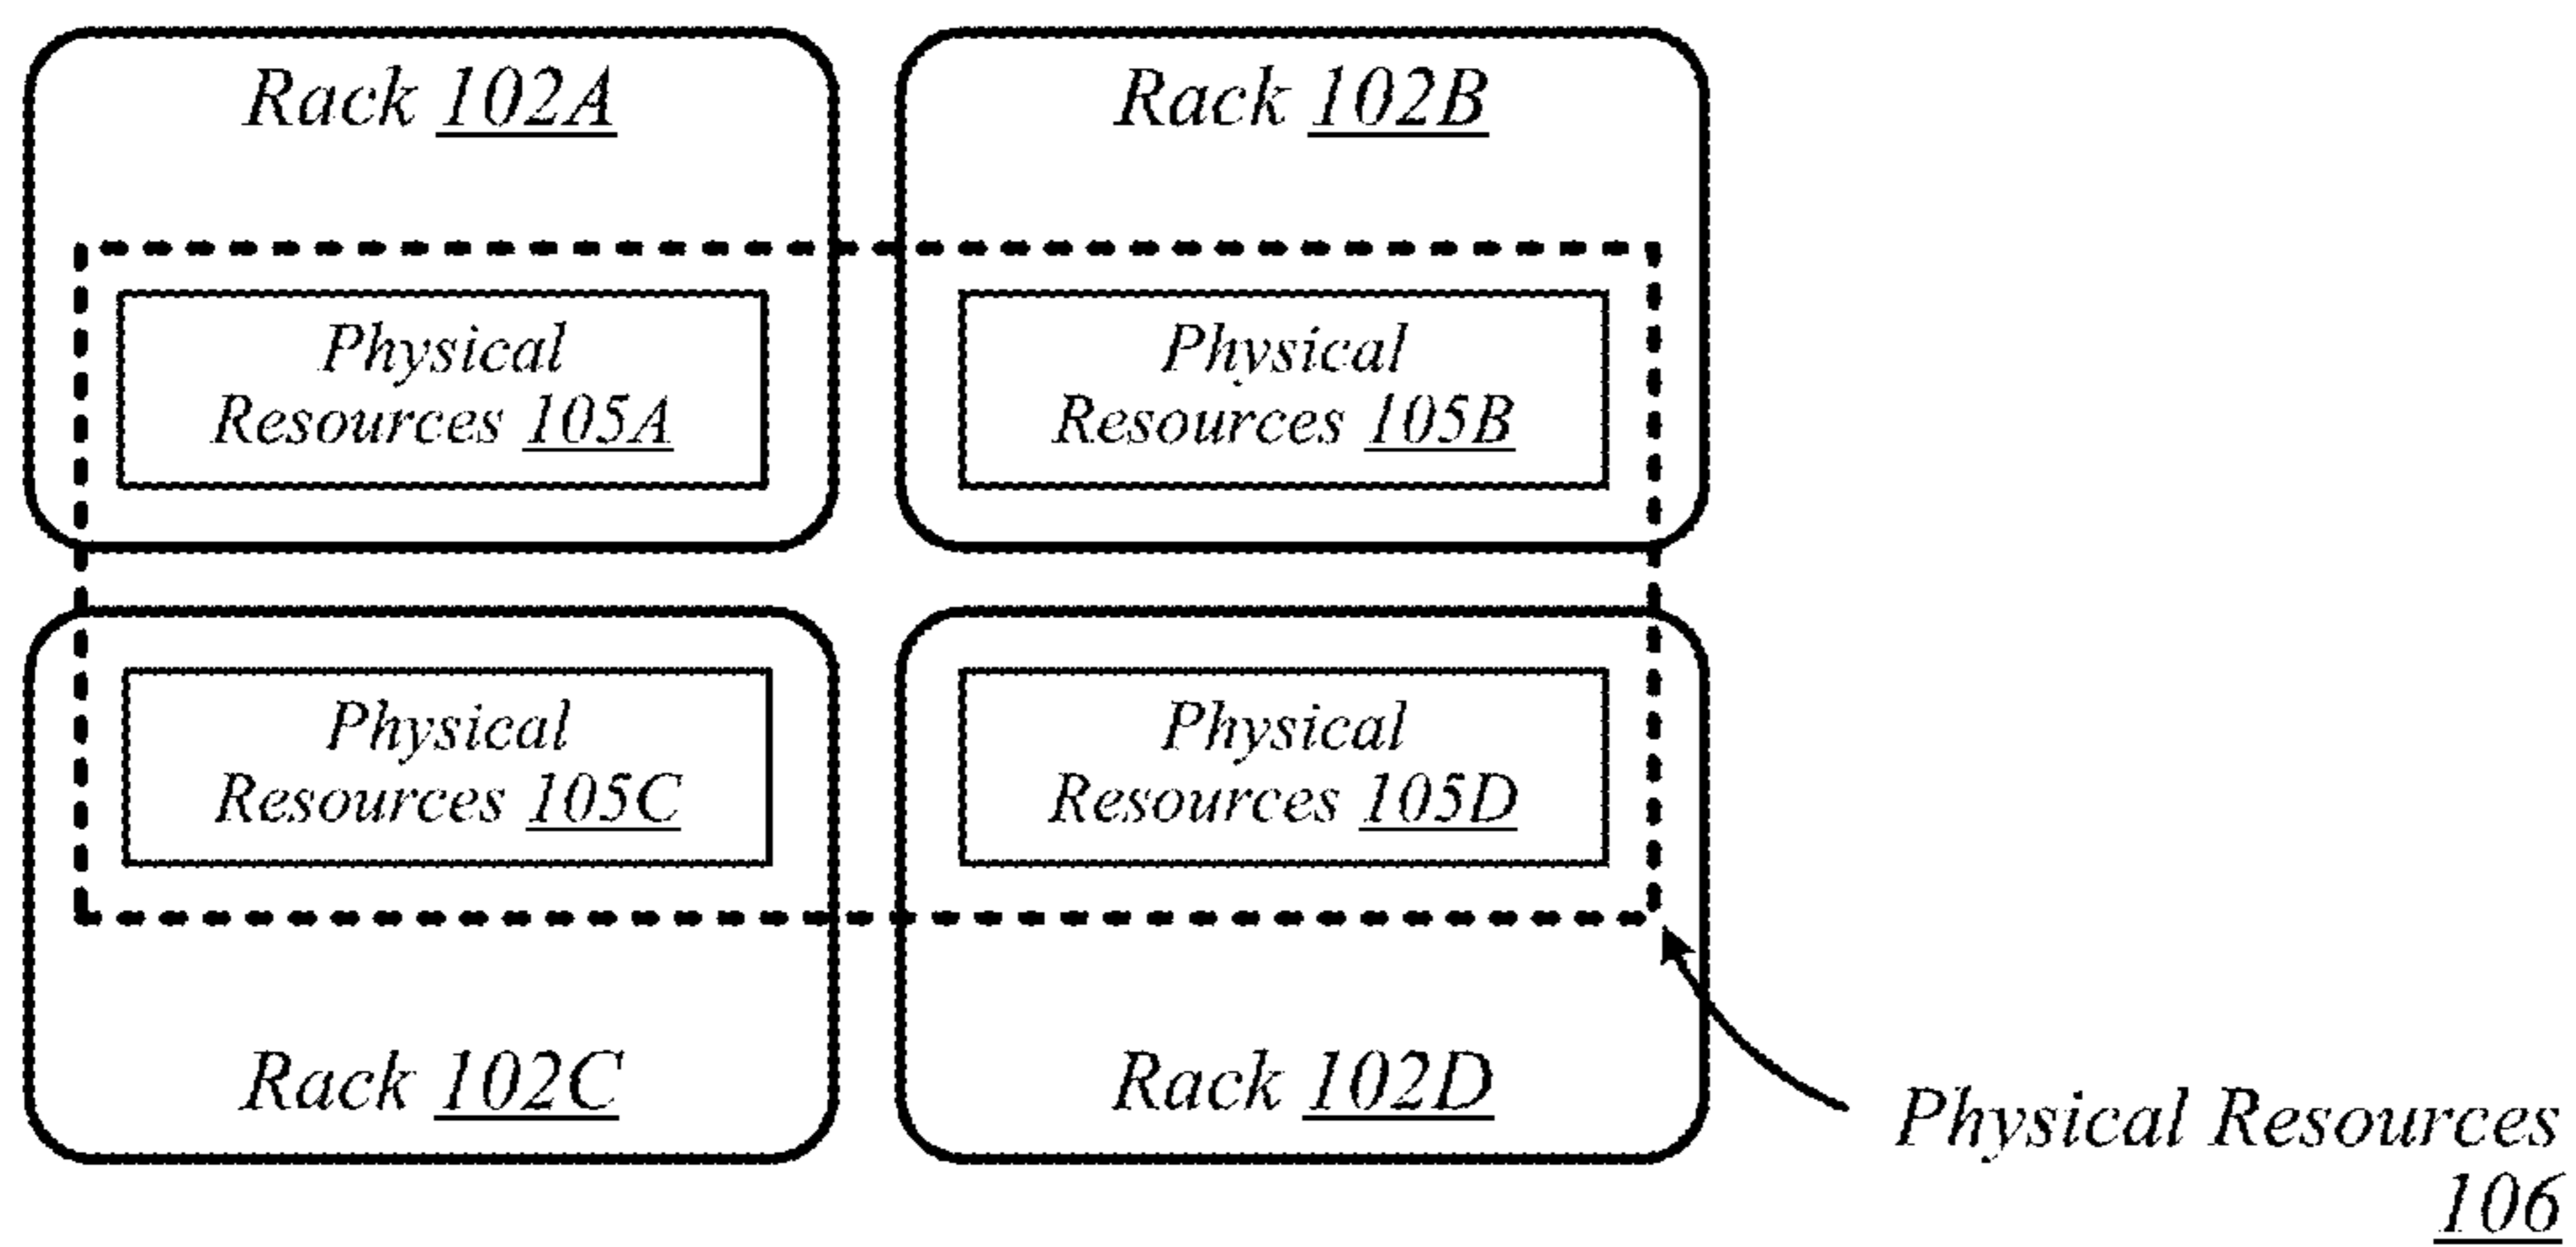 Rack 102A
Rack 102B
Physical
Resources 105A
Physical
Resources 105B
Physical
Resources 105C
Physical
Resources 105D
Rack 102C
Rack 102D
Physical Resources
106